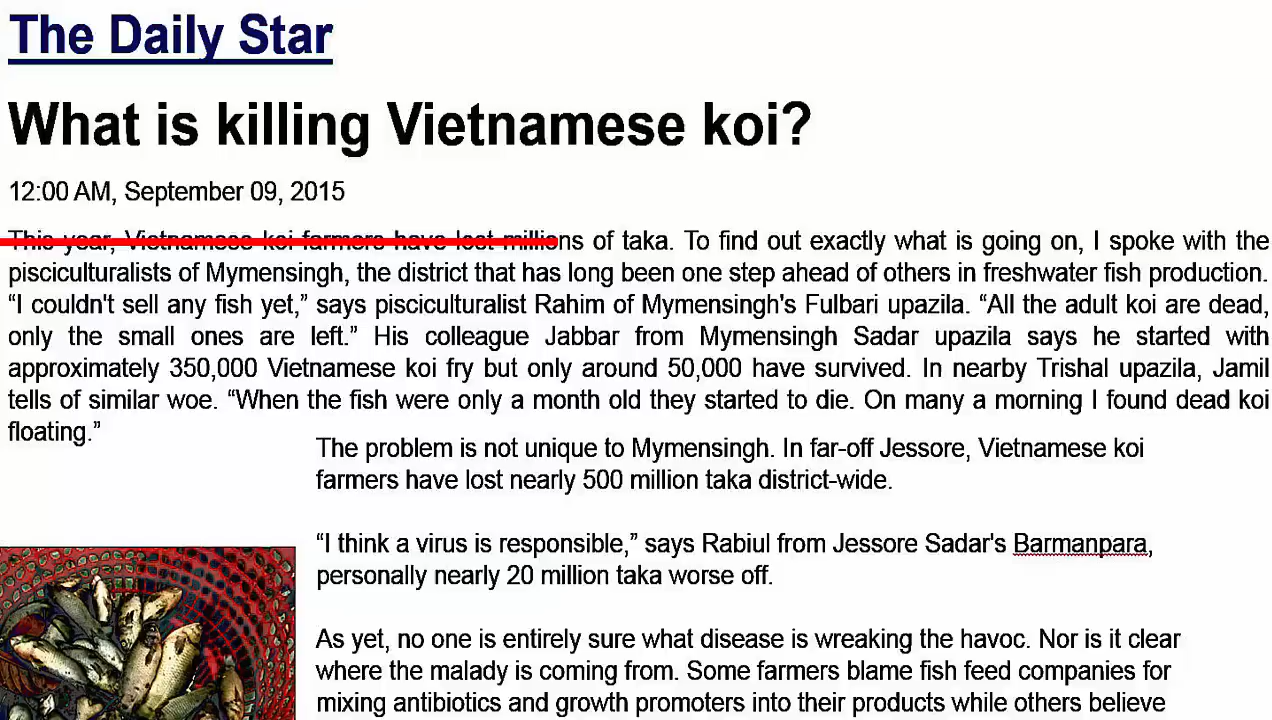 The Daily Star
What is killing Vietnamese koi?
12:00 AM, September 09, 2015
This year, Vietnamese koi farmers have lost millions of taka. To find out exactly what is going on, I spoke with the
pisciculturalists of Mymensingh, the district that has long been one step ahead of others in freshwater fish production.
“I couldn't sell any fish yet,” says pisciculturalist Rahim of Mymensingh's Fulbari upazila. “All the adult koi are dead,
only the small ones are left.” His colleague Jabbar from Mymensingh Sadar upazila says he started with
approximately 350,000 Vietnamese koi fry but only around 50,000 have survived. In nearby Trishal upazila, Jamil
tells of similar woe. “When the fish were only a month old they started to die. On many a morning I found dead koi
floating.”
The problem is not unique to Mymensingh. In far-off Jessore, Vietnamese koi
farmers have lost nearly 500 million taka district-wide.
“I think a virus is responsible,” says Rabiul from Jessore Sadar's Barmanpara,
personally nearly 20 million taka worse off.
As yet, no one is entirely sure what disease is wreaking the havoc. Nor is it clear
where the malady is coming from. Some farmers blame fish feed companies for
mixing antibiotics and growth promoters into their products while others believe